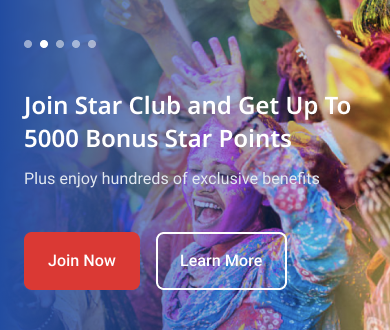 Join Star Club and Get Up To
5000 Bonus Star Points
Plus enjoy hundreds of exclusive benefits
Join Now
Learn More